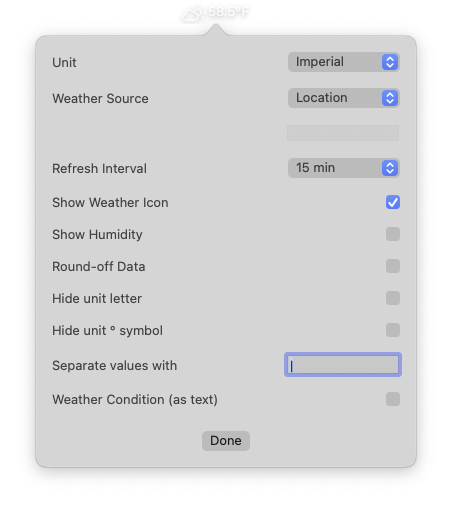 58.5°F
Unit Imperial
Weather Source Location
Refresh Interval 15 min
Show Weather Icon
Show Humidity
Round-off Data
Hide unit letter
Hide unit ° symbol
Separate values with |
Weather Condition (as text)
Done